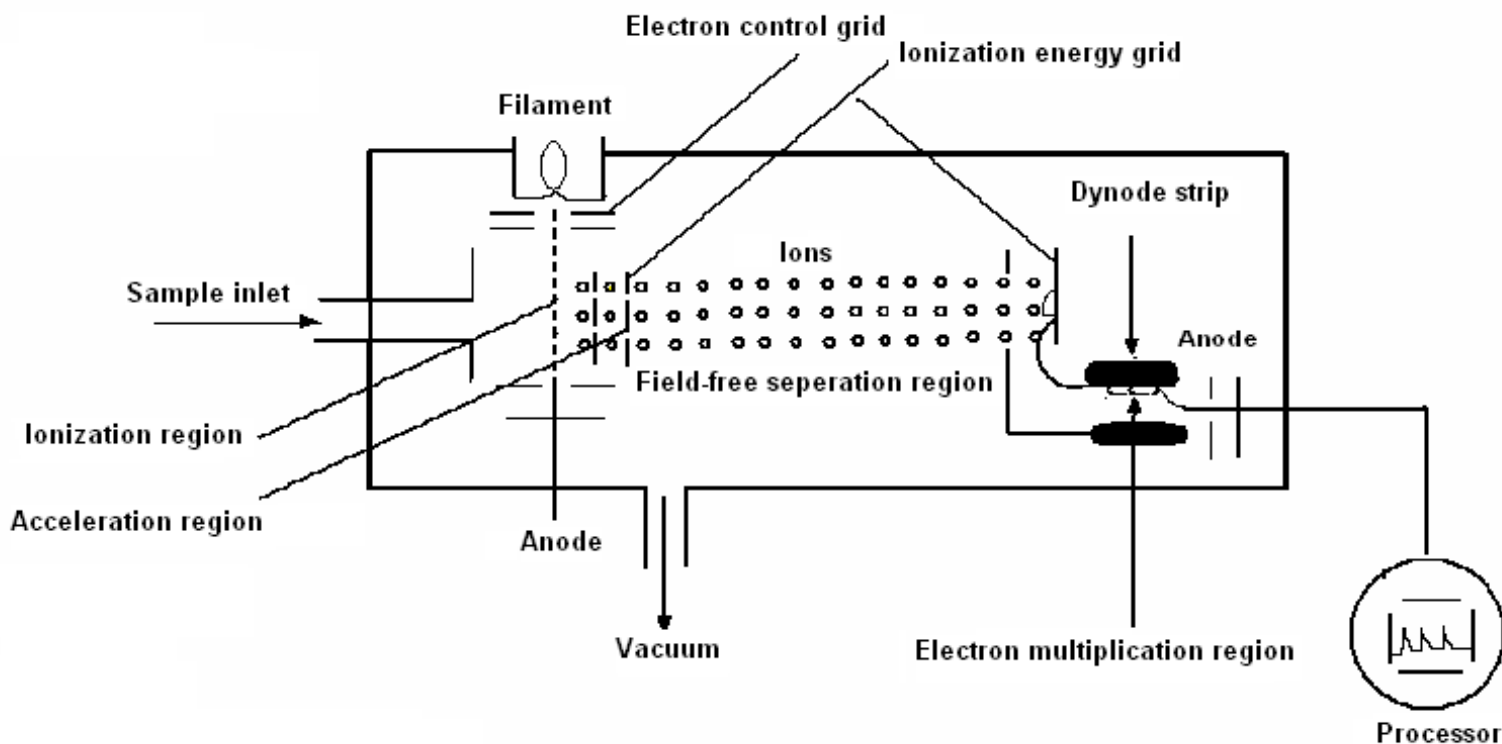 Electron control grid
Ionization energy grid
Filament
Dynode strip
Ions
Sample inlet
Anode
Field-free seperation region
Ionization region
Acceleration region
Anode
Vacuum
Electron multiplication region
Processor